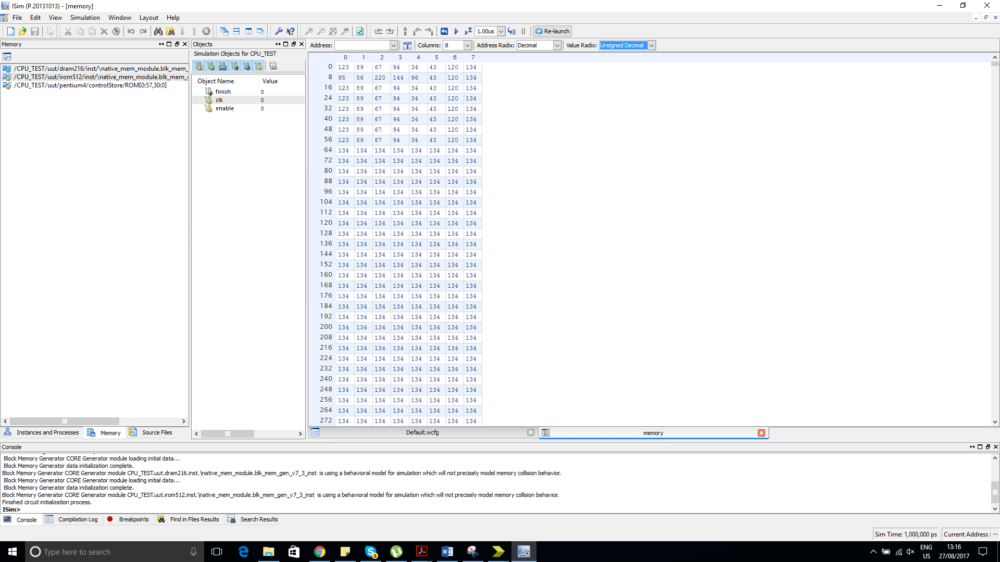 ISim (P.20131013) - [memory]
File Edit View Simulation Window Layout Help
1.00us Re-launch
Memory
/CPU_TEST/uut/dram216/inst/\native_mem_module.blk_mem_
/CPU_TEST/uut/irom512/inst/\native_mem_module.blk_mem_
/CPU_TEST/uut/pentium4/controlStore/ROM[0:57,30:0]
Instances and Processes Memory Source Files
Objects
Simulation Objects for CPU_TEST
Object Name Value
finish 0
clk 0
enable 0
Address: ADDR Columns: 8 Address Radix: Decimal Value Radix: Unsigned Decimal
0 1 2 3 4 5 6 7
0 123 89 67 94 34 43 120 134
8 95 56 220 144 96 43 120 134
16 123 89 67 94 34 43 120 134
24 123 89 67 94 34 43 120 134
32 123 89 67 94 34 43 120 134
40 123 89 67 94 34 43 120 134
48 123 89 67 94 34 43 120 134
56 123 89 67 94 34 43 120 134
64 134 134 134 134 134 134 134 134
72 134 134 134 134 134 134 134 134
80 134 134 134 134 134 134 134 134
88 134 134 134 134 134 134 134 134
96 134 134 134 134 134 134 134 134
104 134 134 134 134 134 134 134 134
112 134 134 134 134 134 134 134 134
120 134 134 134 134 134 134 134 134
128 134 134 134 134 134 134 134 134
136 134 134 134 134 134 134 134 134
144 134 134 134 134 134 134 134 134
152 134 134 134 134 134 134 134 134
160 134 134 134 134 134 134 134 134
168 134 134 134 134 134 134 134 134
176 134 134 134 134 134 134 134 134
184 134 134 134 134 134 134 134 134
192 134 134 134 134 134 134 134 134
200 134 134 134 134 134 134 134 134
208 134 134 134 134 134 134 134 134
216 134 134 134 134 134 134 134 134
224 134 134 134 134 134 134 134 134
232 134 134 134 134 134 134 134 134
240 134 134 134 134 134 134 134 134
248 134 134 134 134 134 134 134 134
256 134 134 134 134 134 134 134 134
264 134 134 134 134 134 134 134 134
272 134 134 134 134 134 134 134 134
Default.wcfg memory
Console
Block Memory Generator CORE Generator module loading initial data...
Block Memory Generator data initialization complete.
Block Memory Generator CORE Generator module CPU_TEST.uut.dram216.inst.\native_mem_module.blk_mem_gen_v7_3_inst is using a behavioral model for simulation which will not precisely model memory collision behavior.
Block Memory Generator CORE Generator module loading initial data...
Block Memory Generator data initialization complete.
Block Memory Generator CORE Generator module CPU_TEST.uut.irom512.inst.\native_mem_module.blk_mem_gen_v7_3_inst is using a behavioral model for simulation which will not precisely model memory collision behavior.
Finished circuit initialization process.
ISim>
Console Compilation Log Breakpoints Find in Files Results Search Results
Sim Time: 1,000,000 ps Current Address : --
Type here to search
ENG
US
13:16
27/08/2017